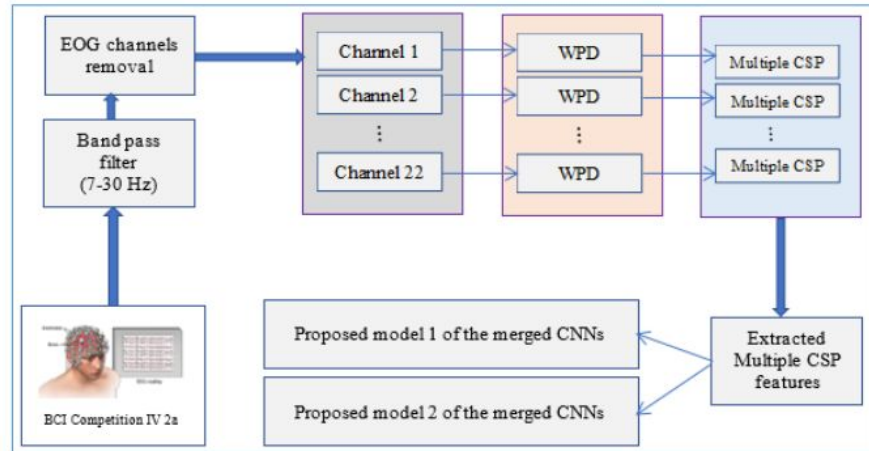 EOG channels
removal
Band pass
filter
(7-30 Hz)
BCI Competition IV 2a
Channel 1
Channel 2
⋮
Channel 22
WPD
WPD
⋮
WPD
Multiple CSP
Multiple CSP
⋮
Multiple CSP
Extracted
Multiple CSP
features
Proposed model 1 of the merged CNNs
Proposed model 2 of the merged CNNs